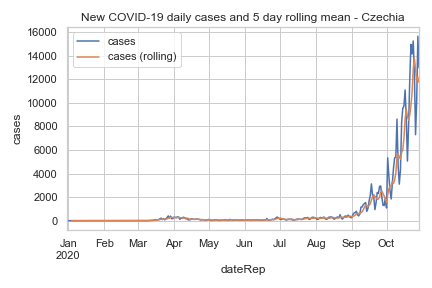 New COVID-19 daily cases and 5 day rolling mean - Czechia
16000
cases
cases (rolling)
14000
12000
10000
8000
6000
4000
2000
0
cases
Jan Feb Mar Apr May Jun Jul Aug Sep Oct
2020
dateRep